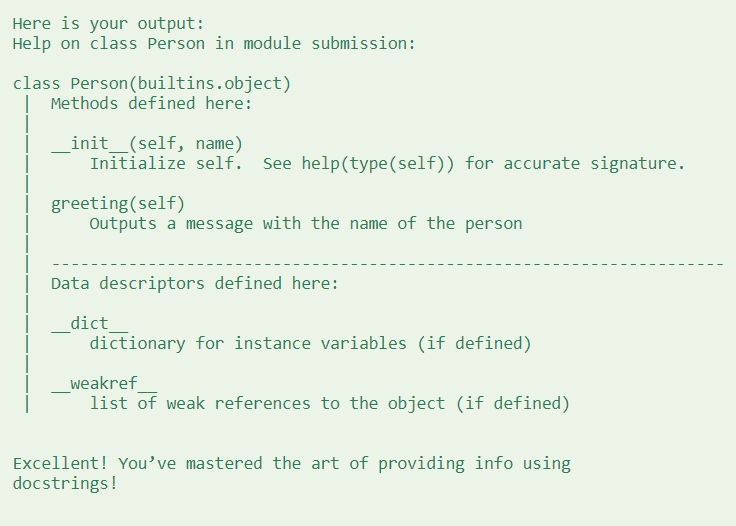 Here is your output:
Help on class Person in module submission:

class Person(builtins.object)
 |  Methods defined here:
 |
 |  __init__(self, name)
 |      Initialize self.  See help(type(self)) for accurate signature.
 |
 |  greeting(self)
 |      Outputs a message with the name of the person
 |
 |  ----------------------------------------------------------------------
 |  Data descriptors defined here:
 |
 |  __dict__
 |      dictionary for instance variables (if defined)
 |
 |  __weakref__
 |      list of weak references to the object (if defined)

Excellent! You’ve mastered the art of providing info using
docstrings!